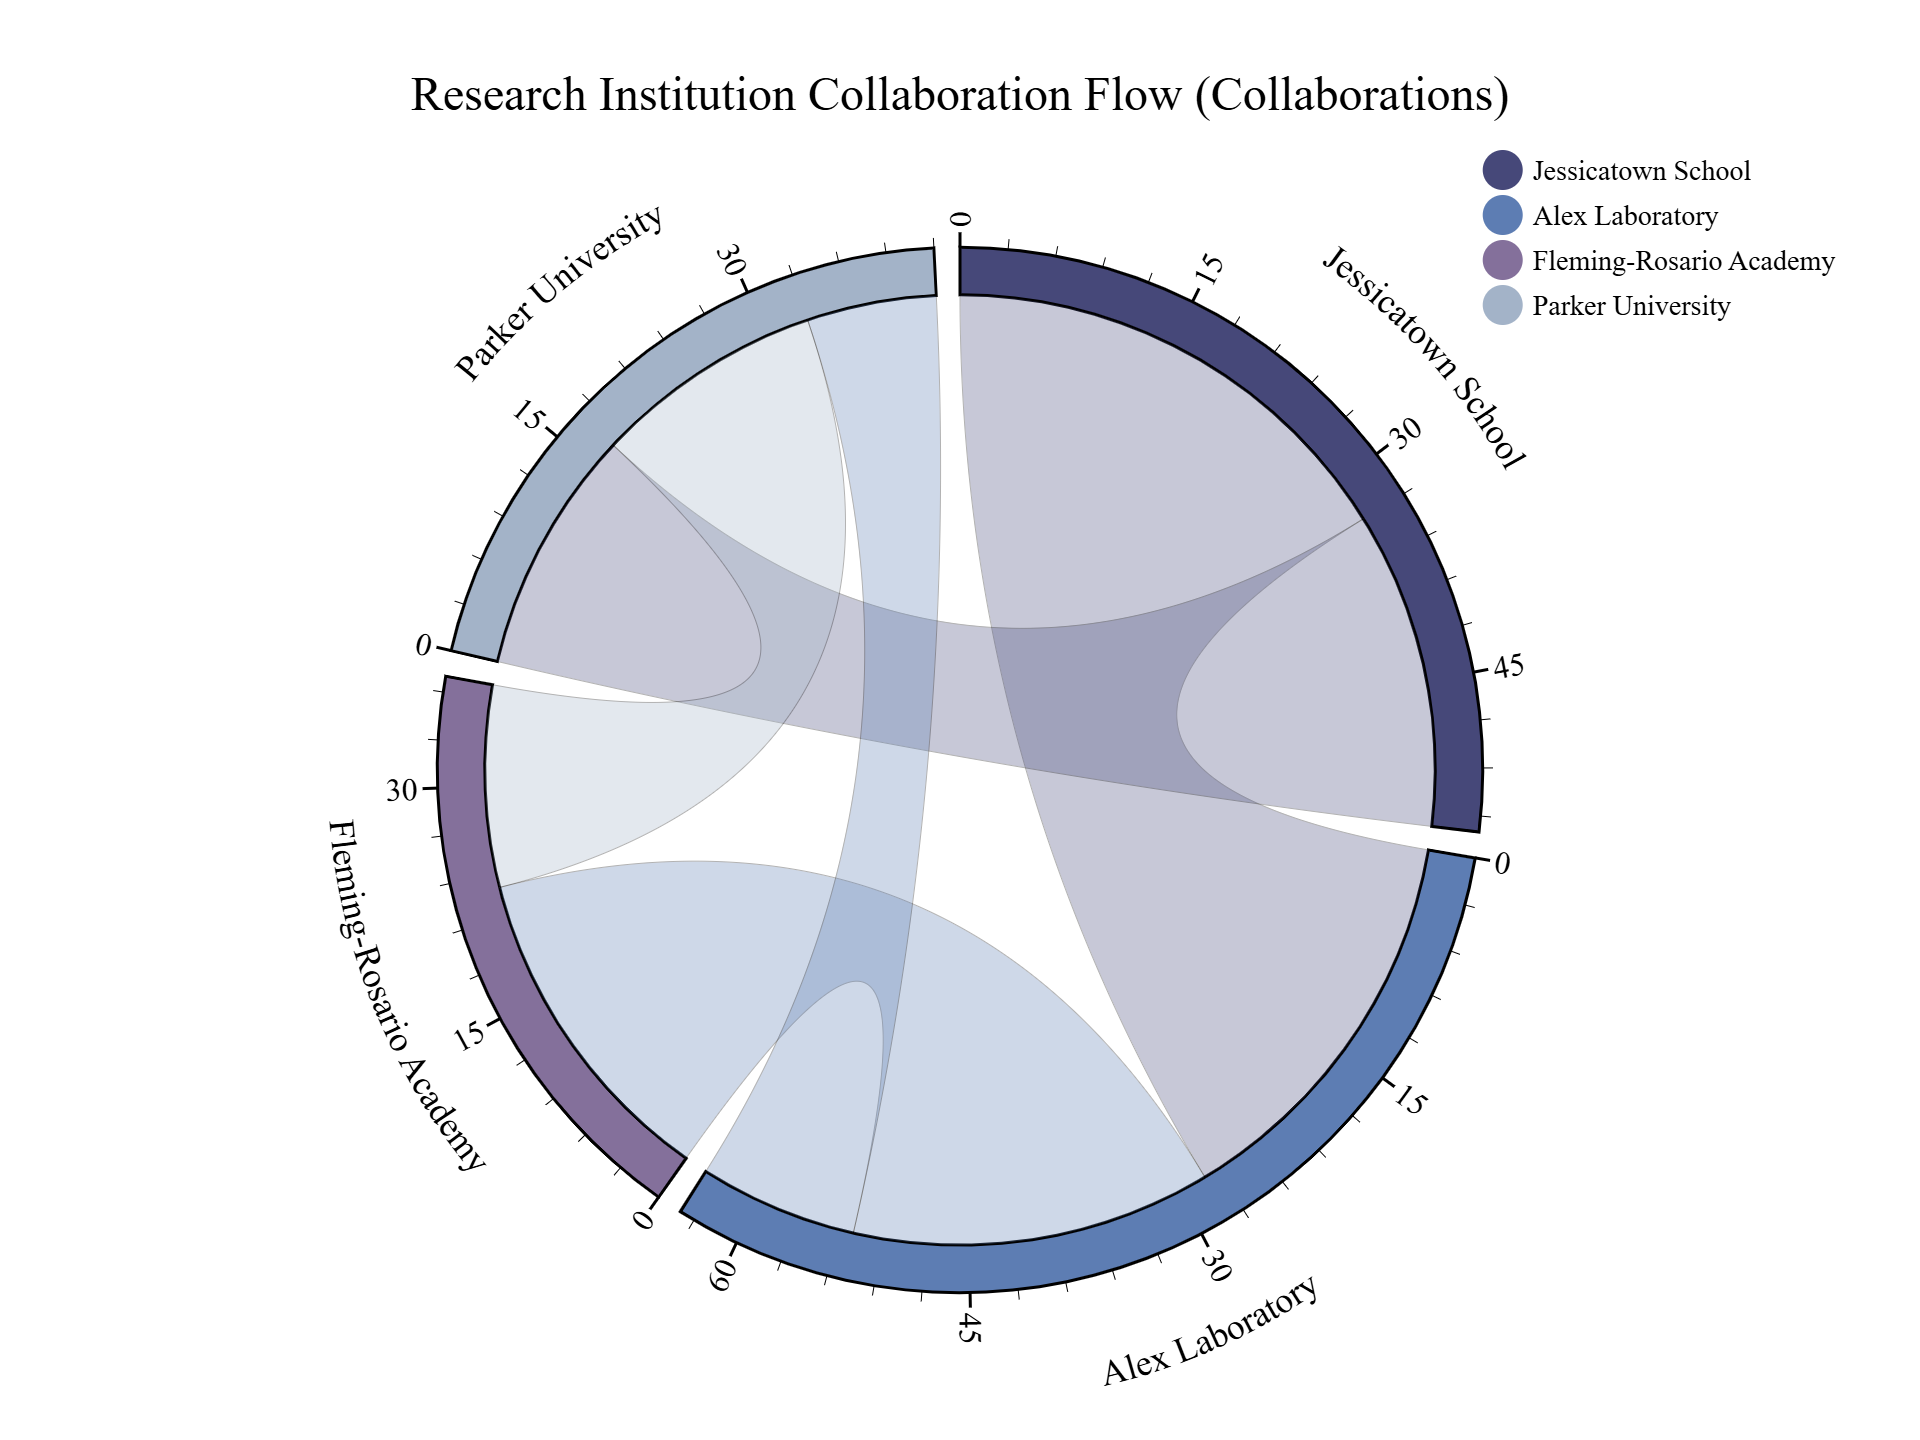 Research Institution Collaboration Flow (Collaborations)
Jessicatown School
Alex Laboratory
Fleming-Rosario Academy
Parker University
0
15
30
45
Jessicatown School
0
15
30
45
60
Alex Laboratory
0
15
30
Fleming-Rosario Academy
0
15
30
Parker University